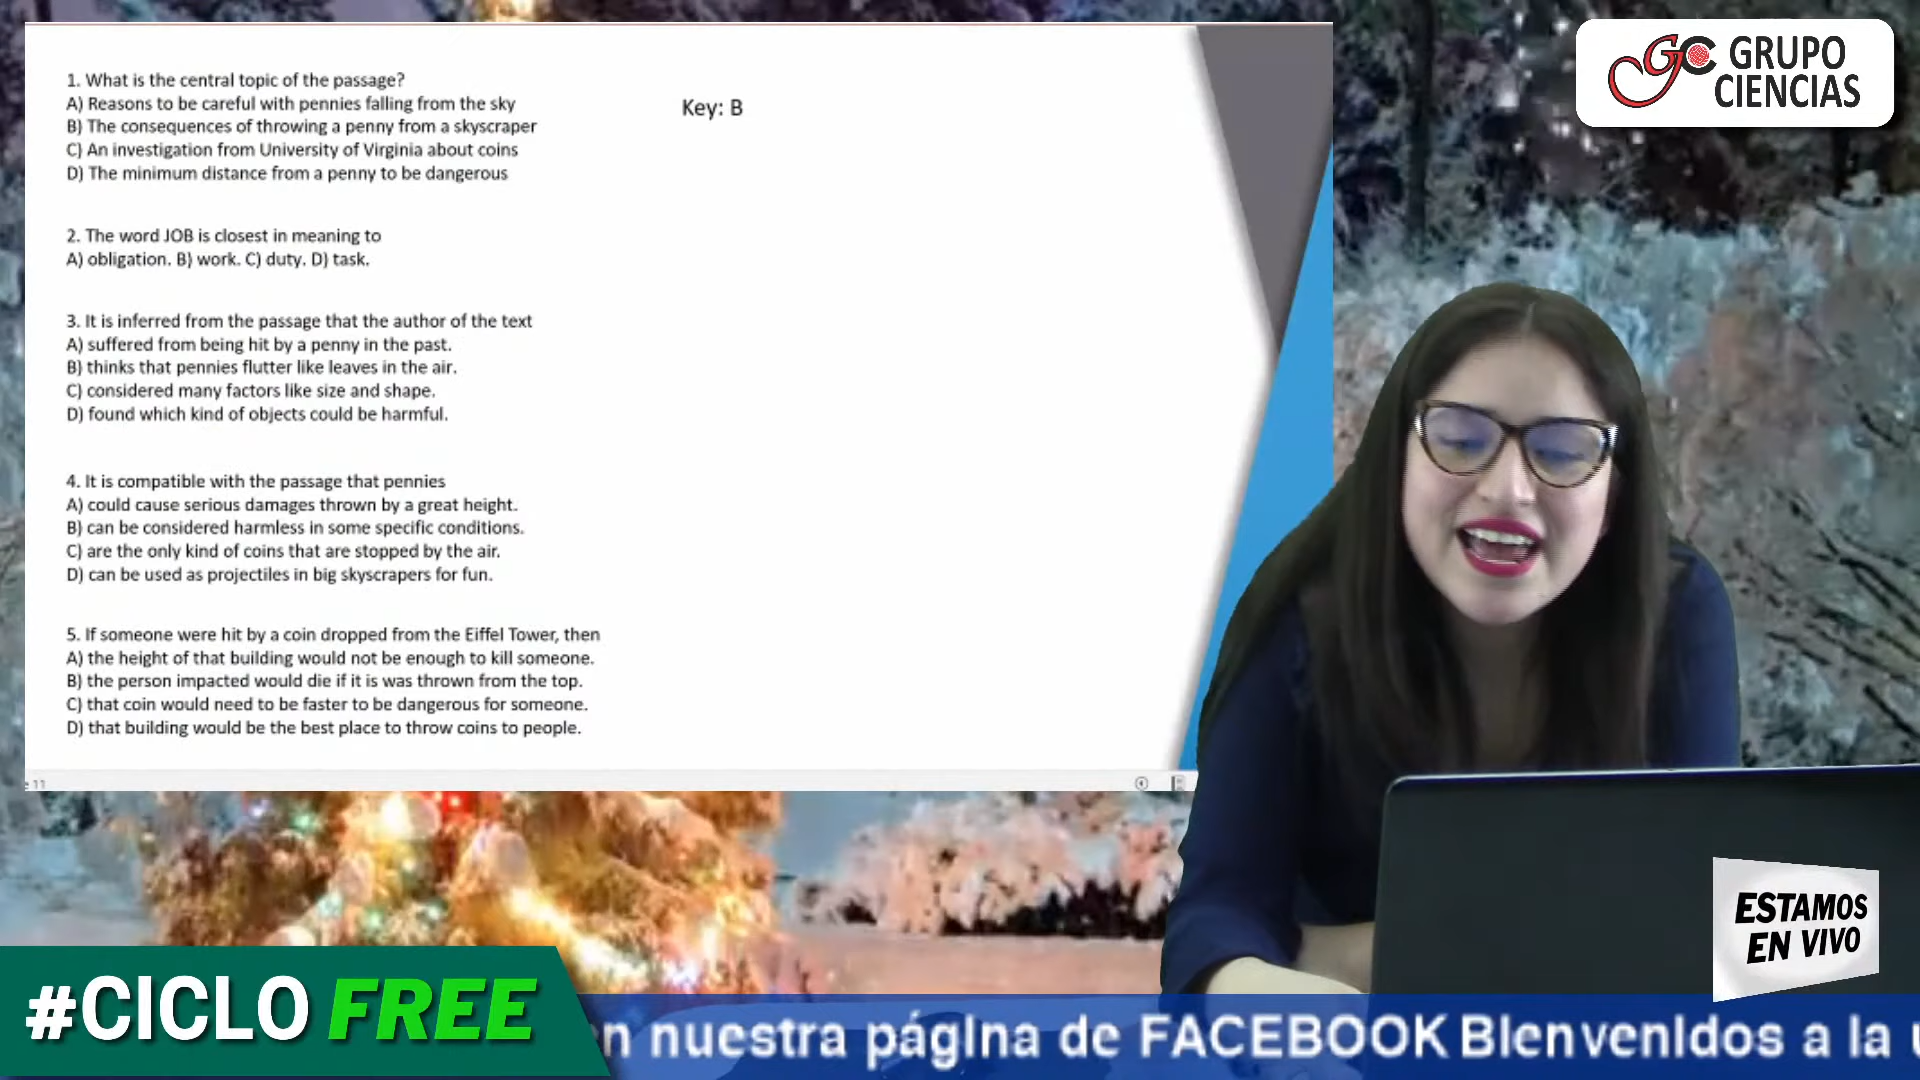 1. What is the central topic of the passage?
A) Reasons to be careful with pennies falling from the sky
B) The consequences of throwing a penny from a skyscraper
C) An investigation from University of Virginia about coins
D) The minimum distance from a penny to be dangerous
Key: B
2. The word JOB is closest in meaning to
A) obligation. B) work. C) duty. D) task.
3. It is inferred from the passage that the author of the text
A) suffered from being hit by a penny in the past.
B) thinks that pennies flutter like leaves in the air.
C) considered many factors like size and shape.
D) found which kind of objects could be harmful.
4. It is compatible with the passage that pennies
A) could cause serious damages thrown by a great height.
B) can be considered harmless in some specific conditions.
C) are the only kind of coins that are stopped by the air.
D) can be used as projectiles in big skyscrapers for fun.
5. If someone were hit by a coin dropped from the Eiffel Tower, then
A) the height of that building would not be enough to kill someone.
B) the person impacted would die if it is was thrown from the top.
C) that coin would need to be faster to be dangerous for someone.
D) that building would be the best place to throw coins to people.
11
GC GRUPO
CIENCIAS
ESTAMOS
EN VIVO
#CICLO FREE
n nuestra página de FACEBOOK Bienvenidos a la